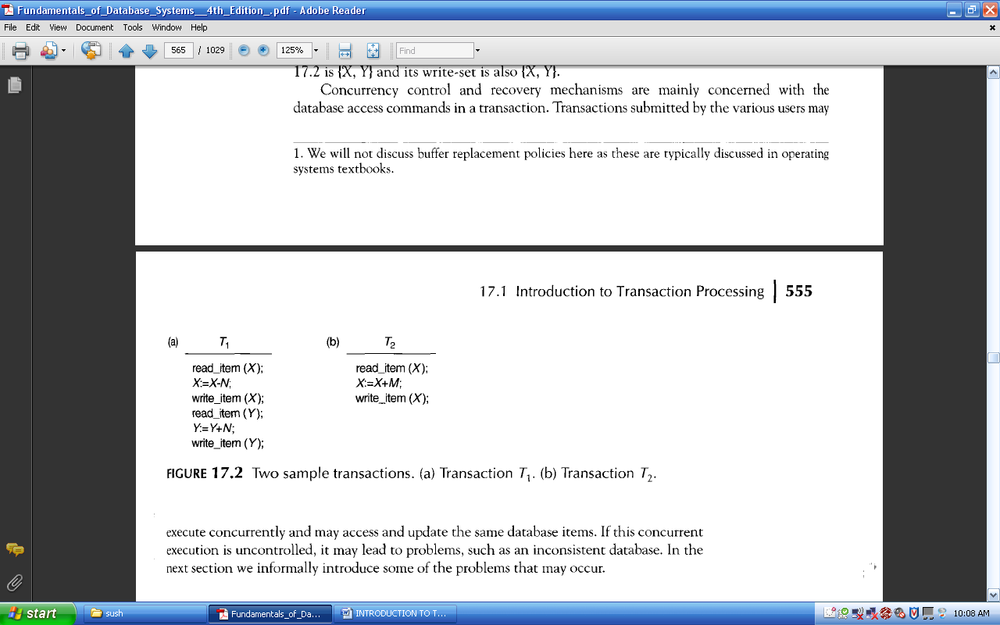 Fundamentals_of_Database_Systems__4th_Edition_.pdf - Adobe Reader
File Edit View Document Tools Window Help
565 / 1029 125% Find
17.2 is {X, Y} and its write-set is also {X, Y}.
Concurrency control and recovery mechanisms are mainly concerned with the
database access commands in a transaction. Transactions submitted by the various users may
1. We will not discuss buffer replacement policies here as these are typically discussed in operating
systems textbooks.
17.1 Introduction to Transaction Processing | 555
(a) T1 (b) T2
read_item (X); read_item (X);
X:=X-N; X:=X+M;
write_item (X); write_item (X);
read_item (Y);
Y:=Y+N;
write_item (Y);
FIGURE 17.2 Two sample transactions. (a) Transaction T1. (b) Transaction T2.
execute concurrently and may access and update the same database items. If this concurrent
execution is uncontrolled, it may lead to problems, such as an inconsistent database. In the
next section we informally introduce some of the problems that may occur.
start sush Fundamentals_of_Da... INTRODUCTION TO T... 10:08 AM